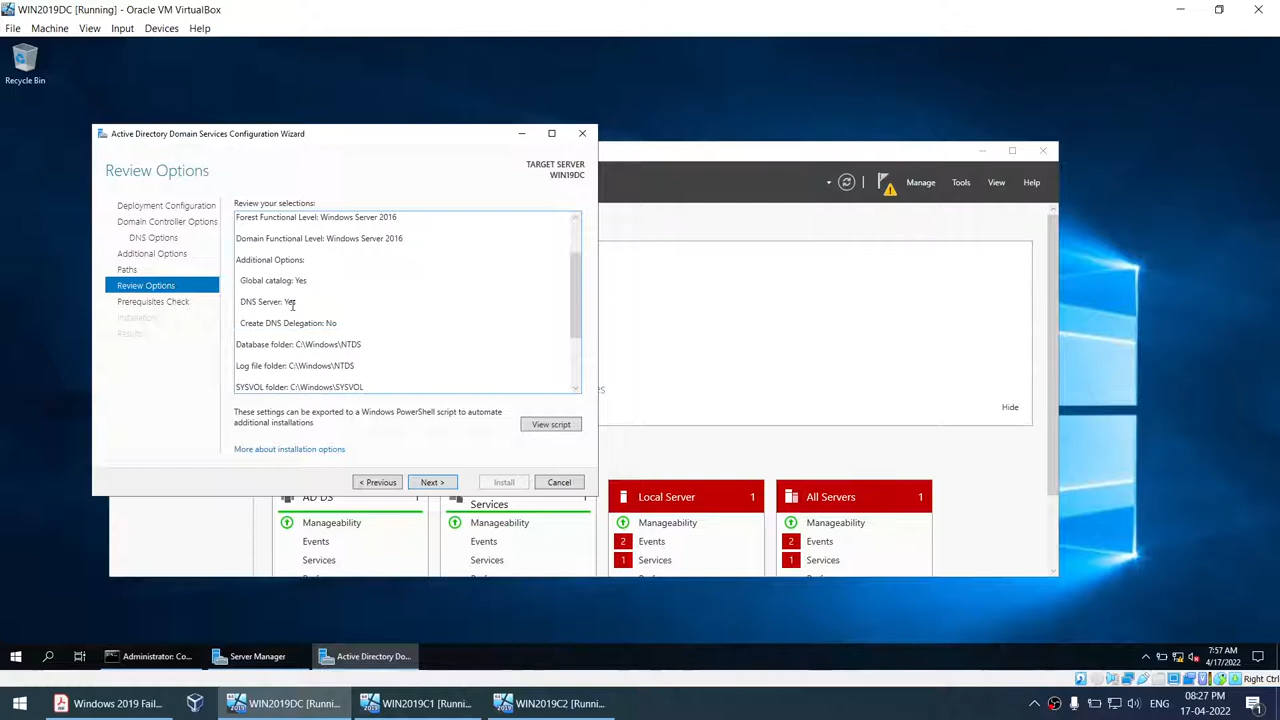 WIN2019DC [Running] - Oracle VM VirtualBox
File Machine View Input Devices Help
Recycle Bin
Active Directory Domain Services Configuration Wizard
Review Options
TARGET SERVER
WIN19DC
Deployment Configuration
Domain Controller Options
DNS Options
Additional Options
Paths
Review Options
Prerequisites Check
Installation
Results
Review your selections:
Forest Functional Level: Windows Server 2016
Domain Functional Level: Windows Server 2016
Additional Options:
Global catalog: Yes
DNS Server: Yes
Create DNS Delegation: No
Database folder: C:\Windows\NTDS
Log file folder: C:\Windows\NTDS
SYSVOL folder: C:\Windows\SYSVOL
These settings can be exported to a Windows PowerShell script to automate
additional installations
View script
More about installation options
< Previous
Next >
Install
Cancel
Manage Tools View Help
Hide
AD DS 1
Manageability
Events
Services
Services
Manageability
Events
Services
Local Server 1
Manageability
2 Events
1 Services
All Servers 1
Manageability
2 Events
1 Services
Administrator: Co...
Server Manager
Active Directory Do...
7:57 AM
4/17/2022
Right Ctrl
Windows 2019 Fail...
WIN2019DC [Runni...
WIN2019C1 [Runni...
WIN2019C2 [Runni...
ENG
08:27 PM
17-04-2022
1